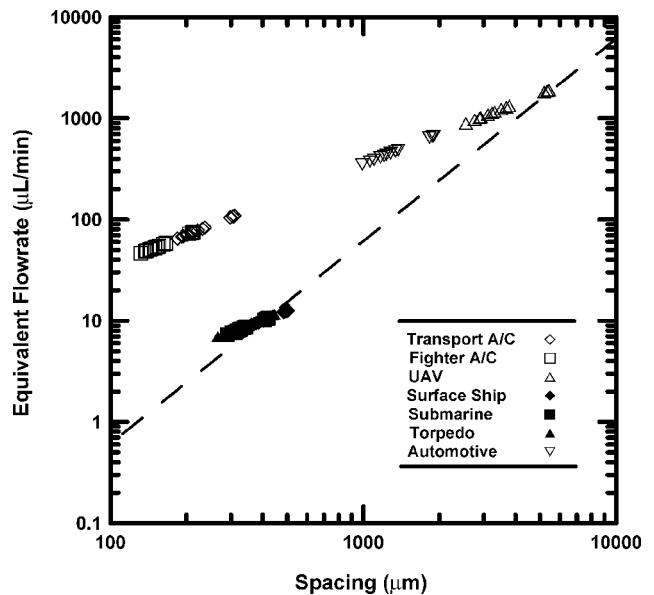 10000
1000
100
10
1
0.1
Equivalent Flowrate (µL/min)
Transport A/C
Fighter A/C
UAV
Surface Ship
Submarine
Torpedo
Automotive
100
1000
10000
Spacing (µm)